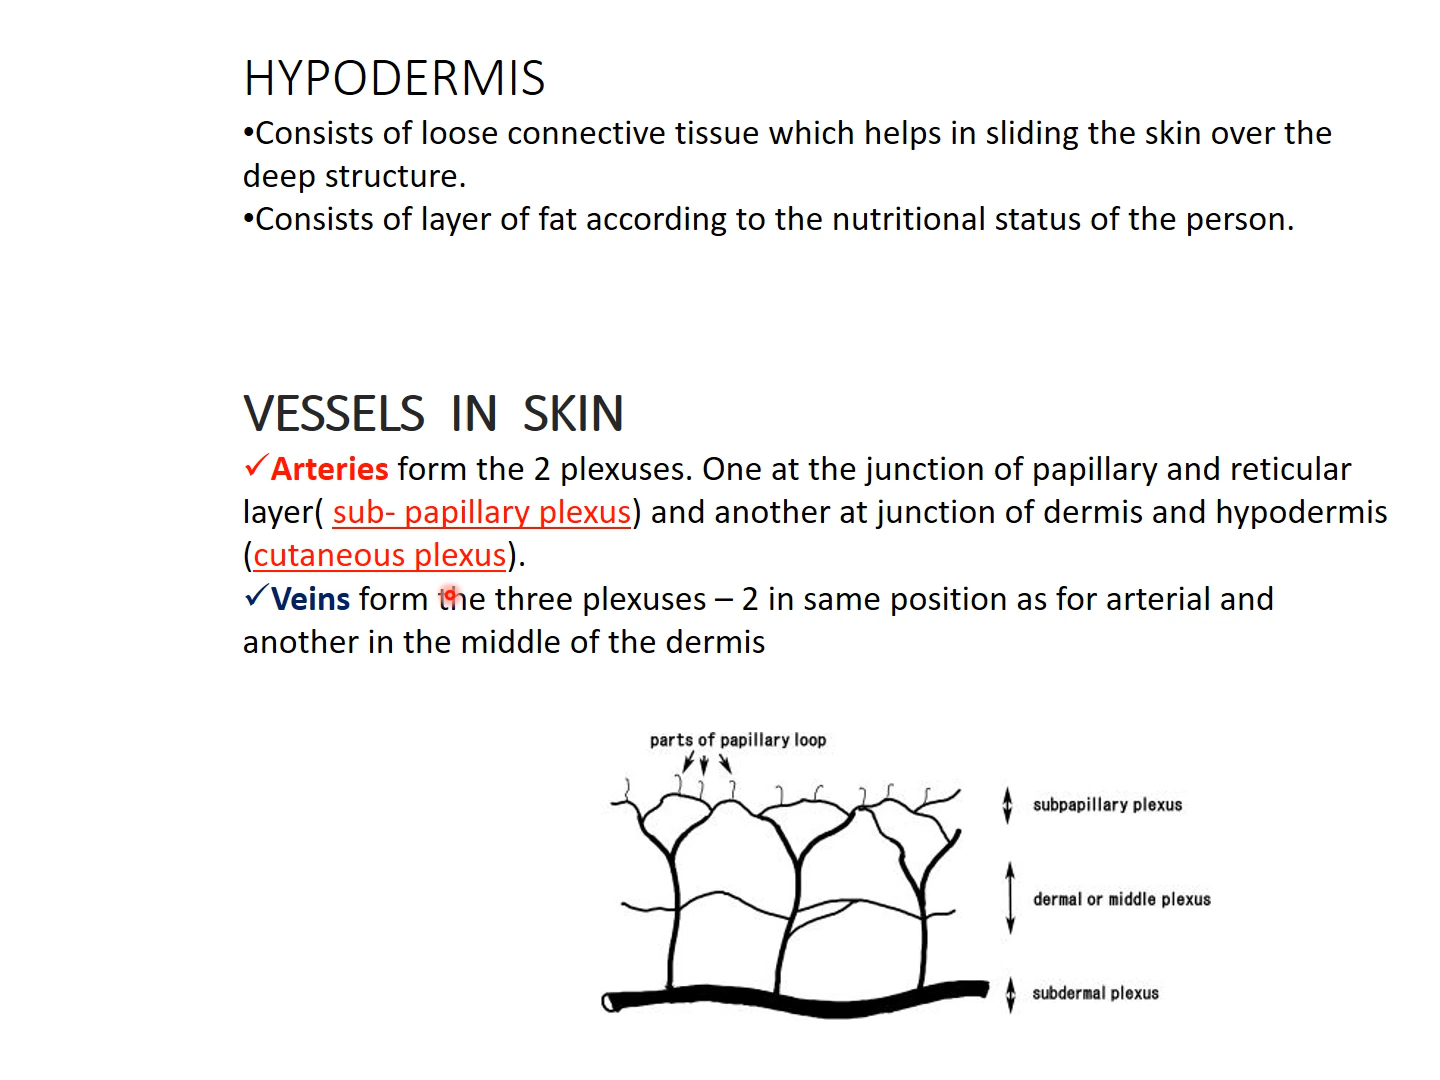 HYPODERMIS
•Consists of loose connective tissue which helps in sliding the skin over the
deep structure.
•Consists of layer of fat according to the nutritional status of the person.
VESSELS IN SKIN
✓Arteries form the 2 plexuses. One at the junction of papillary and reticular
layer( sub- papillary plexus) and another at junction of dermis and hypodermis
(cutaneous plexus).
✓Veins form the three plexuses – 2 in same position as for arterial and
another in the middle of the dermis
parts of papillary loop
subpapillary plexus
dermal or middle plexus
subdermal plexus